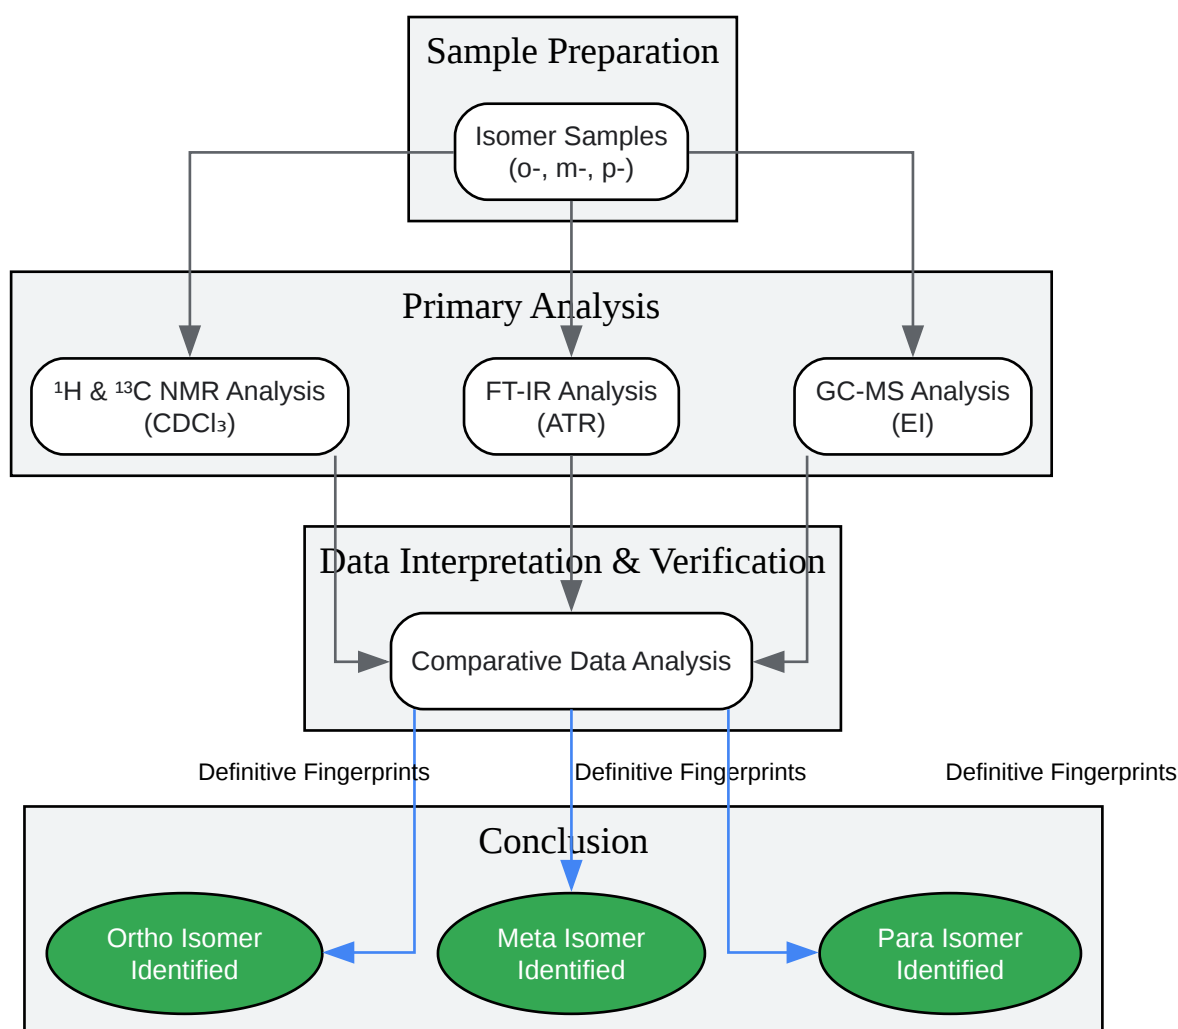 Sample Preparation
Isomer Samples
(o-, m-, p-)
Primary Analysis
¹H & ¹³C NMR Analysis
(CDCl₃)
FT-IR Analysis
(ATR)
GC-MS Analysis
(EI)
Data Interpretation & Verification
Comparative Data Analysis
Definitive Fingerprints
Definitive Fingerprints
Definitive Fingerprints
Conclusion
Ortho Isomer
Identified
Meta Isomer
Identified
Para Isomer
Identified